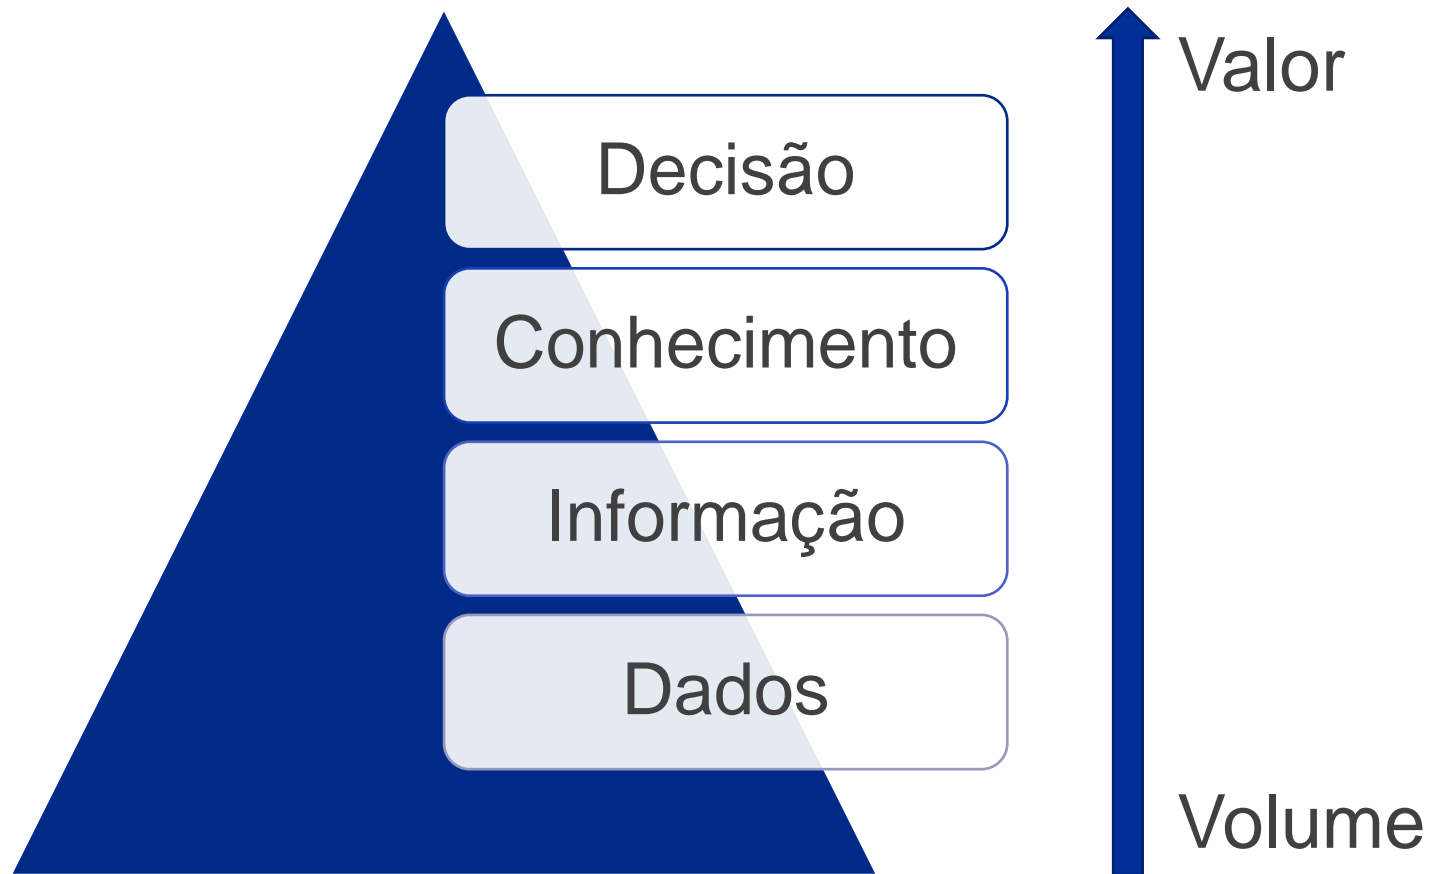 Valor
Decisão
Conhecimento
Informação
Dados
Volume